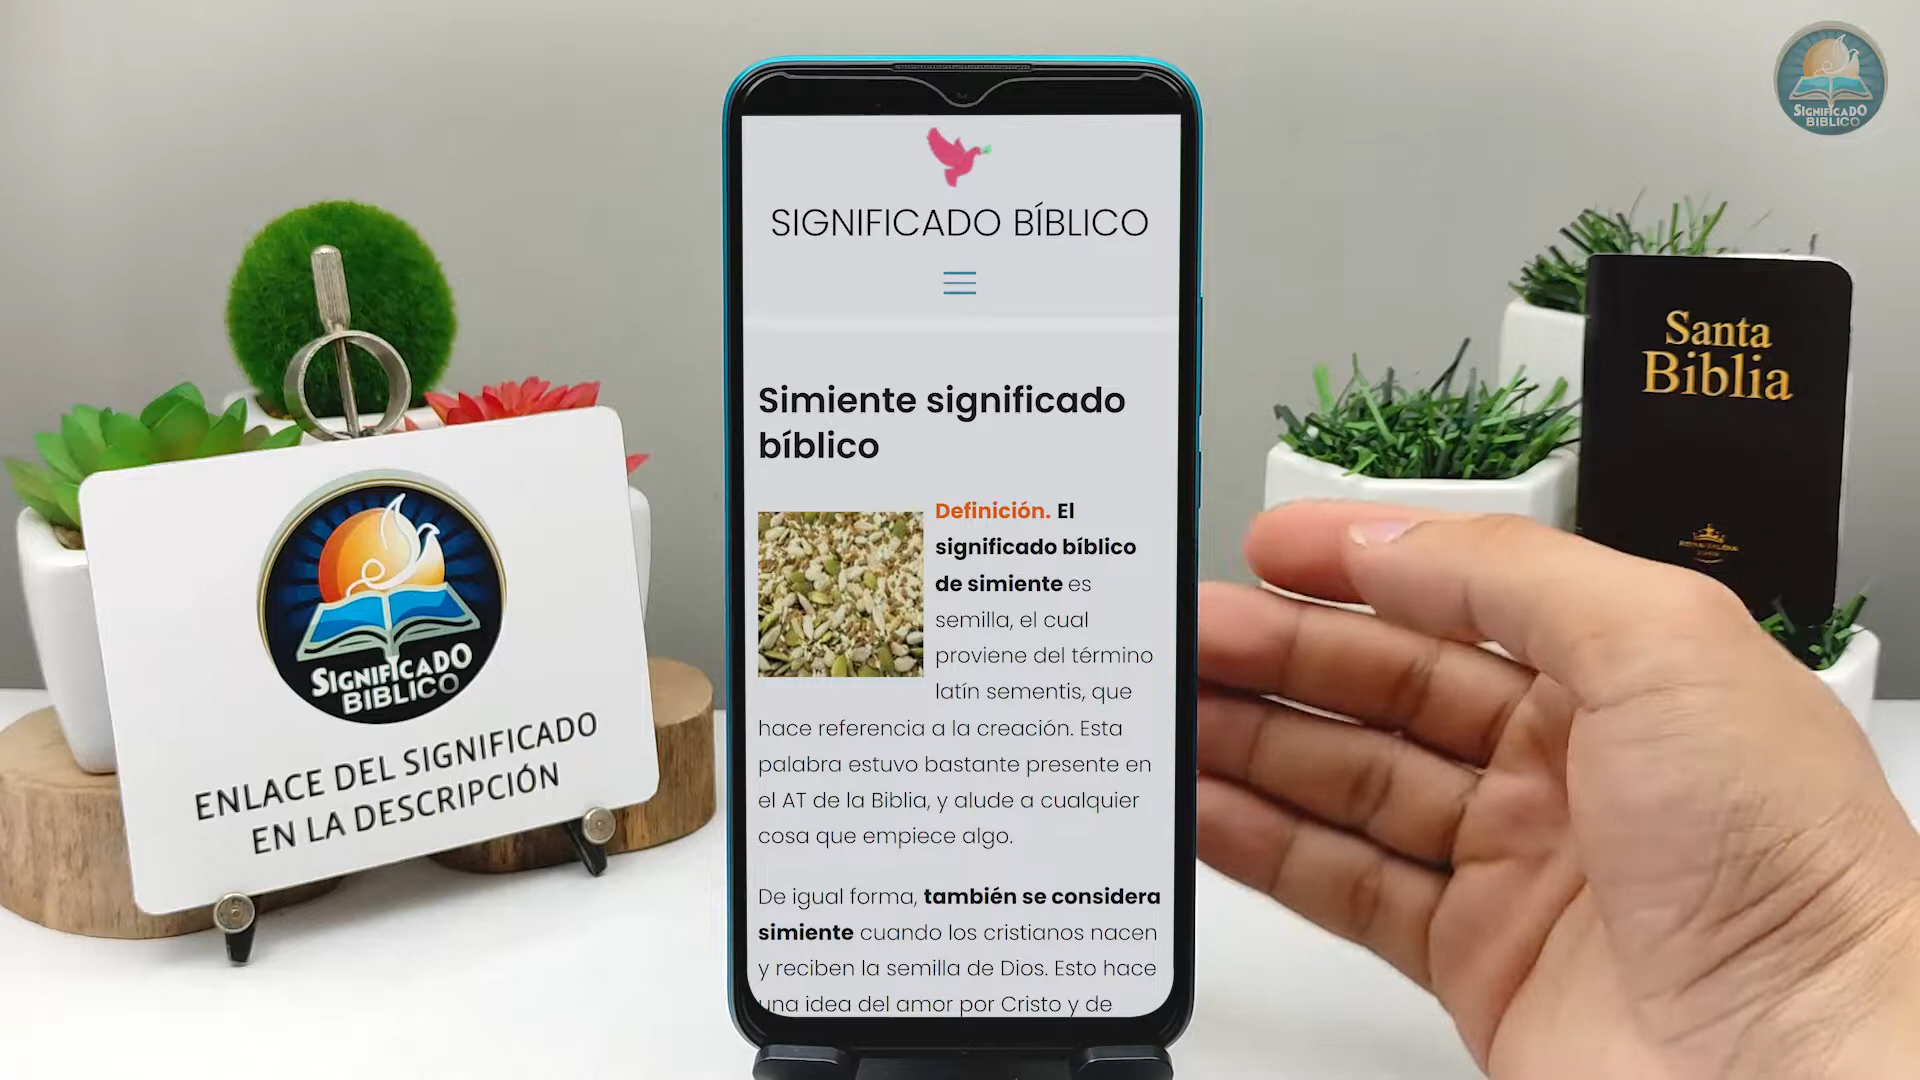 SIGNIFICADO
BIBLICO
SIGNIFICADO BÍBLICO
Simiente significado
bíblico
Definición. El
significado bíblico
de simiente es
semilla, el cual
proviene del término
latín sementis, que
hace referencia a la creación. Esta
palabra estuvo bastante presente en
el AT de la Biblia, y alude a cualquier
cosa que empiece algo.
De igual forma, también se considera
simiente cuando los cristianos nacen
y reciben la semilla de Dios. Esto hace
una idea del amor por Cristo y de
SIGNIFICADO
BIBLICO
ENLACE DEL SIGNIFICADO
EN LA DESCRIPCIÓN
Santa
Biblia